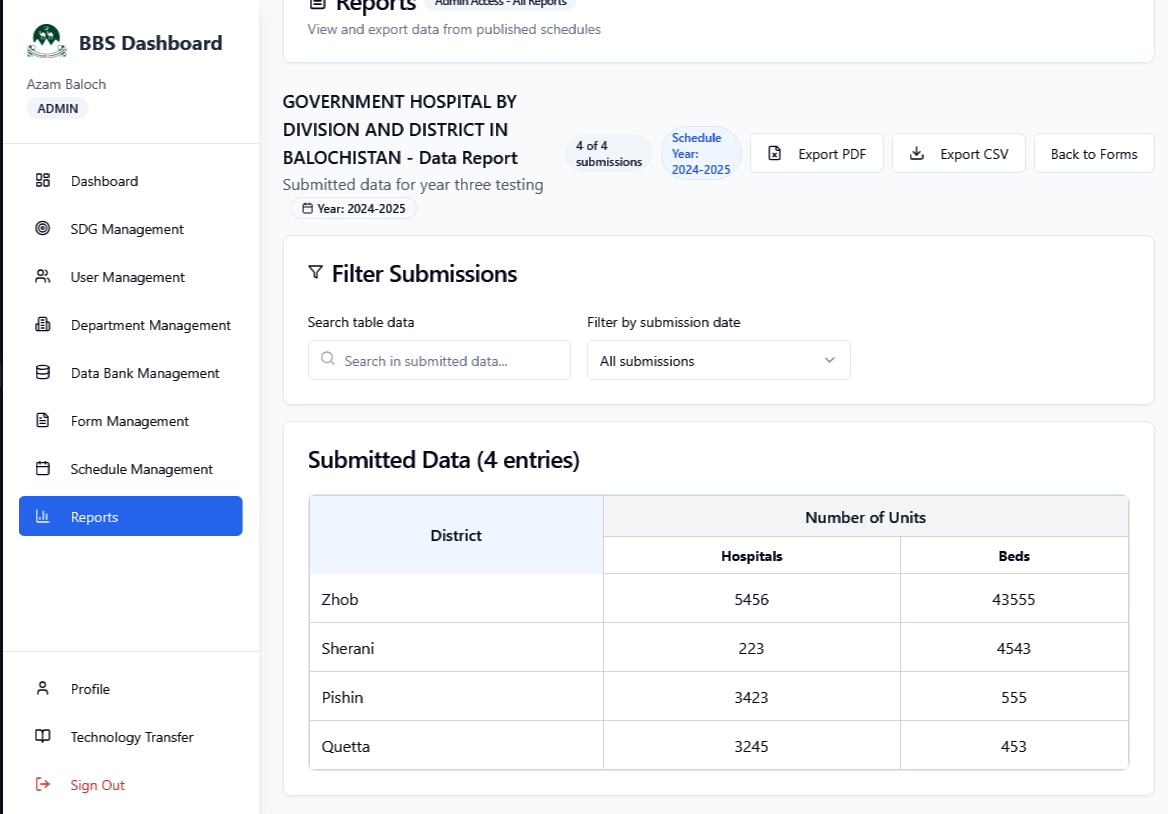 BBS Dashboard
Azam Baloch
ADMIN
Dashboard
SDG Management
User Management
Department Management
Data Bank Management
Form Management
Schedule Management
Reports
Profile
Technology Transfer
Sign Out
Reports Admin Access - All Reports
View and export data from published schedules
GOVERNMENT HOSPITAL BY
DIVISION AND DISTRICT IN
BALOCHISTAN - Data Report
Submitted data for year three testing
Year: 2024-2025
4 of 4
submissions
Schedule
Year:
2024-2025
Export PDF
Export CSV
Back to Forms
Filter Submissions
Search table data
Search in submitted data...
Filter by submission date
All submissions
Submitted Data (4 entries)
District
Number of Units
Hospitals Beds
Zhob 5456 43555
Sherani 223 4543
Pishin 3423 555
Quetta 3245 453